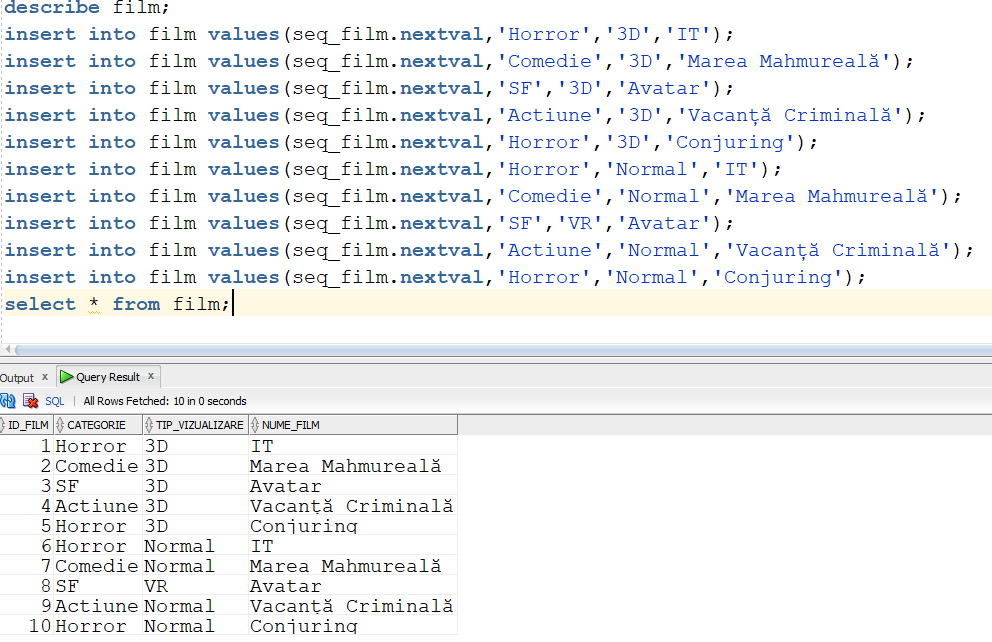 describe film;
insert into film values(seq_film.nextval,'Horror','3D','IT');
insert into film values(seq_film.nextval,'Comedie','3D','Marea Mahmureală');
insert into film values(seq_film.nextval,'SF','3D','Avatar');
insert into film values(seq_film.nextval,'Actiune','3D','Vacanță Criminală');
insert into film values(seq_film.nextval,'Horror','3D','Conjuring');
insert into film values(seq_film.nextval,'Horror','Normal','IT');
insert into film values(seq_film.nextval,'Comedie','Normal','Marea Mahmureală');
insert into film values(seq_film.nextval,'SF','VR','Avatar');
insert into film values(seq_film.nextval,'Actiune','Normal','Vacanță Criminală');
insert into film values(seq_film.nextval,'Horror','Normal','Conjuring');
select * from film;
Output x Query Result x
SQL | All Rows Fetched: 10 in 0 seconds
ID_FILM CATEGORIE TIP_VIZUALIZARE NUME_FILM
1 Horror 3D IT
2 Comedie 3D Marea Mahmureală
3 SF 3D Avatar
4 Actiune 3D Vacanță Criminală
5 Horror 3D Conjuring
6 Horror Normal IT
7 Comedie Normal Marea Mahmureală
8 SF VR Avatar
9 Actiune Normal Vacanță Criminală
10 Horror Normal Conjuring